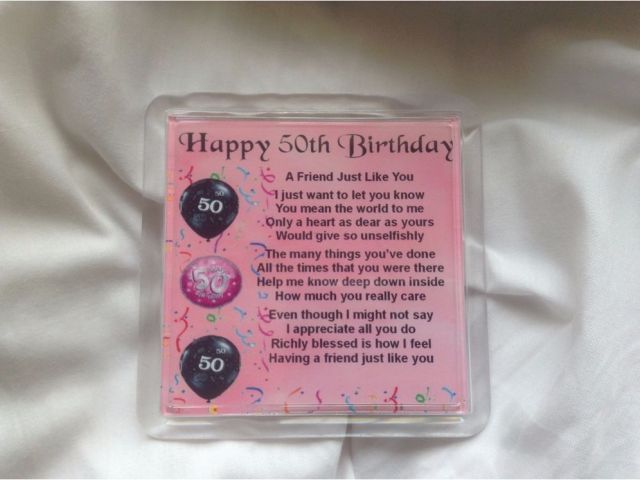 Happy 50th Birthday
A Friend Just Like You
I just want to let you know
You mean the world to me
Only a heart as dear as yours
Would give so unselfishly
The many things you've done
All the times that you were there
Help me know deep down inside
How much you really care
Even though I might not say
I appreciate all you do
Richly blessed is how I feel
Having a friend just like you
50
50
50
50
50